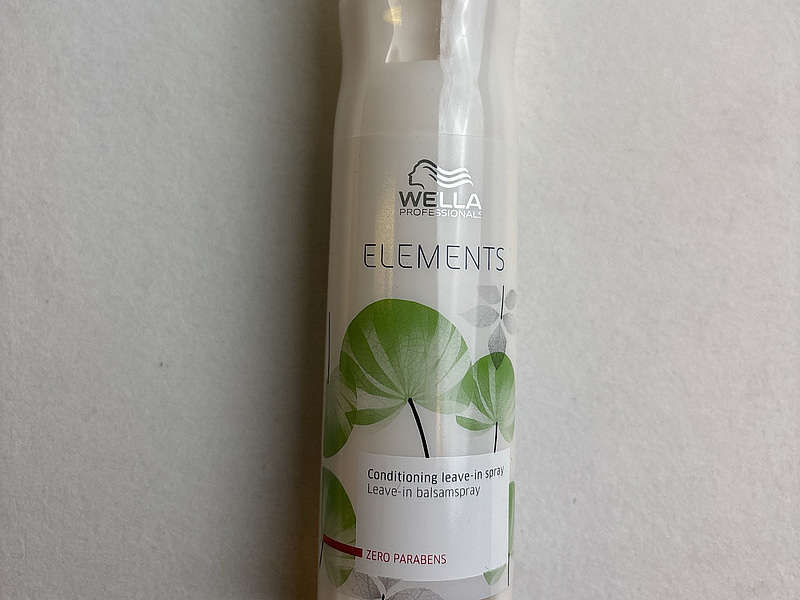 WELLA
PROFESSIONALS
ELEMENTS
Conditioning leave-in spray
Leave-in balsamspray
ZERO PARABENS